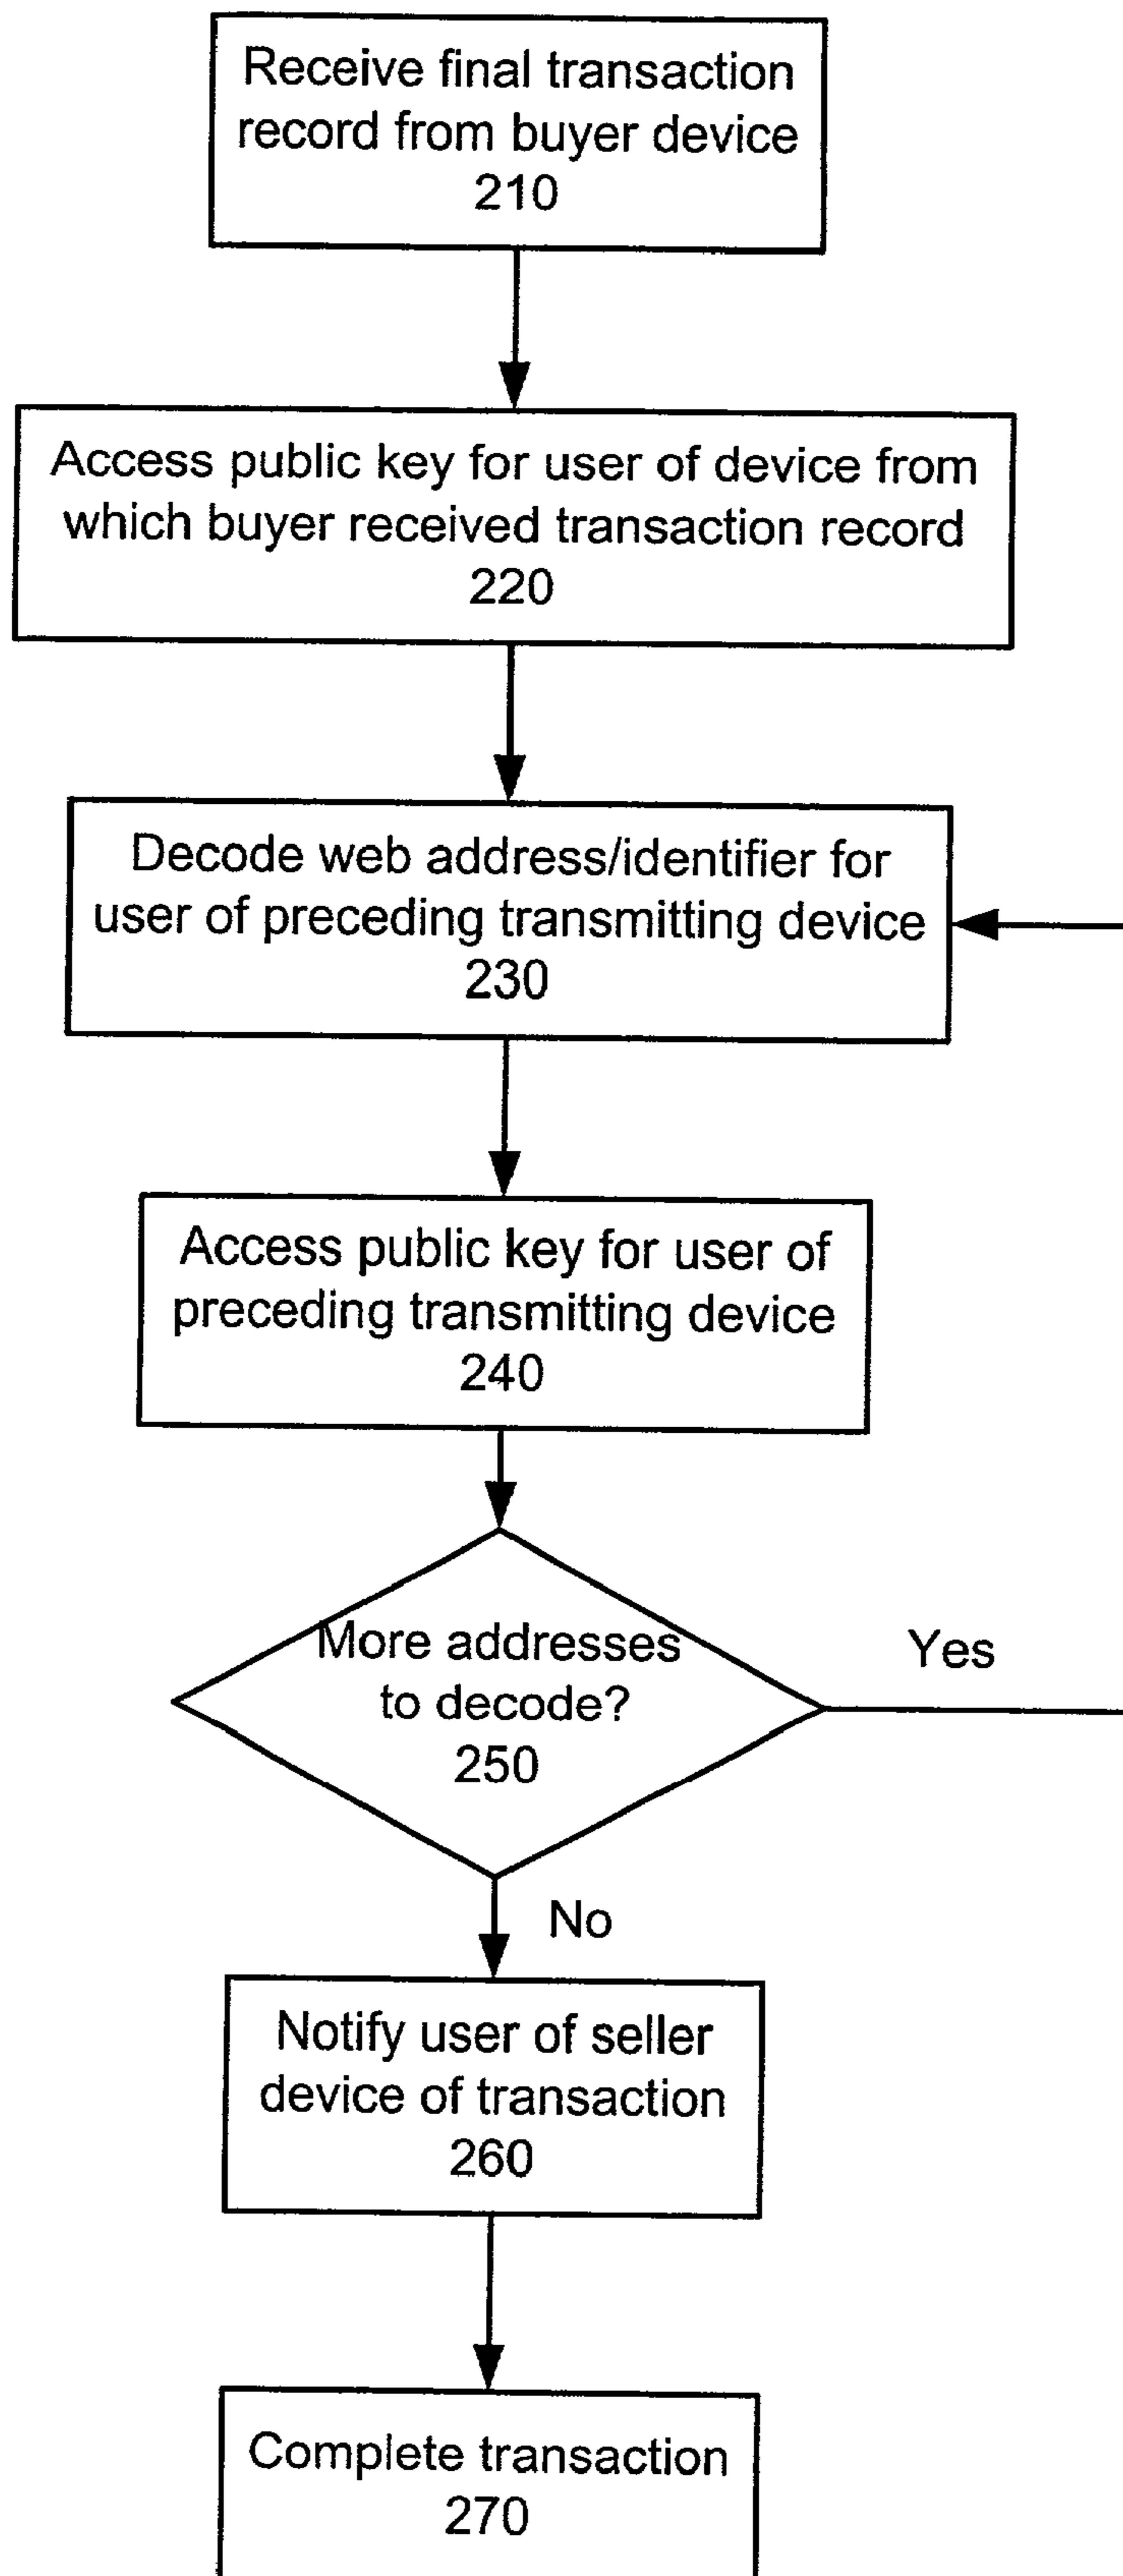 Receive final transaction
record from buyer device
210
Access public key for user of device from
which buyer received transaction record
220
Decode web address/identifier for
user of preceding transmitting device
230
Access public key for user of
preceding transmitting device
240
More addresses
to decode?
250
Yes
No
Notify user of seller
device of transaction
260
Complete transaction
270